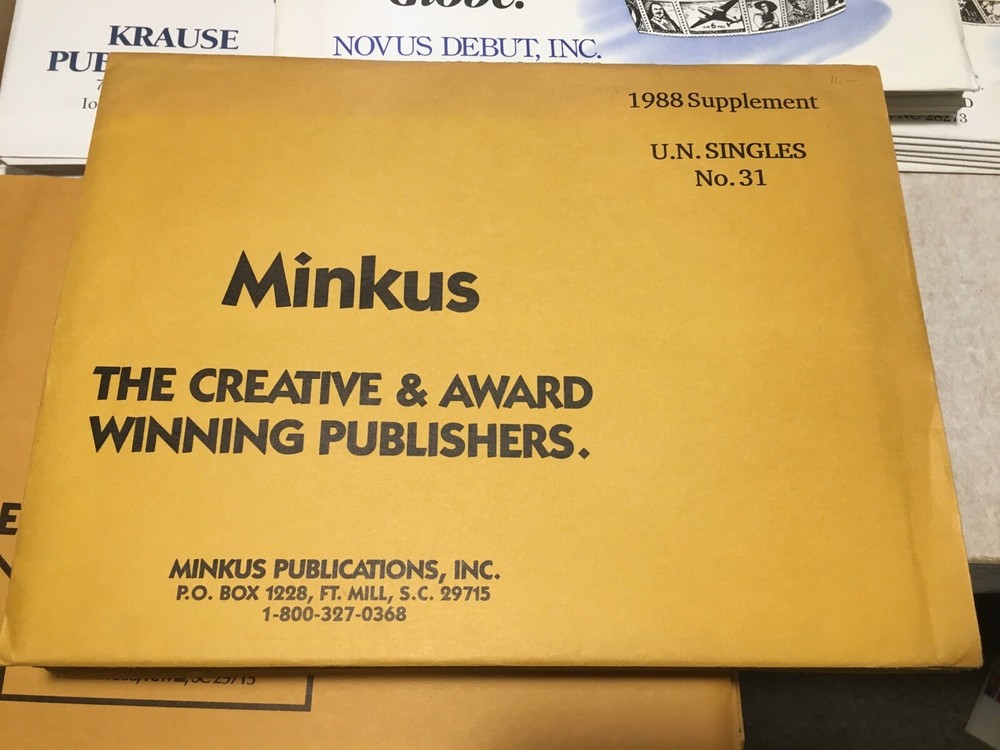 Globe.
KRAUSE
NOVUS DEBUT, INC.
1988 Supplement
U.N. SINGLES
No. 31
Minkus
THE CREATIVE & AWARD
WINNING PUBLISHERS.
MINKUS PUBLICATIONS, INC.
P.O. BOX 1228, FT. MILL, S.C. 29715
1-800-327-0368